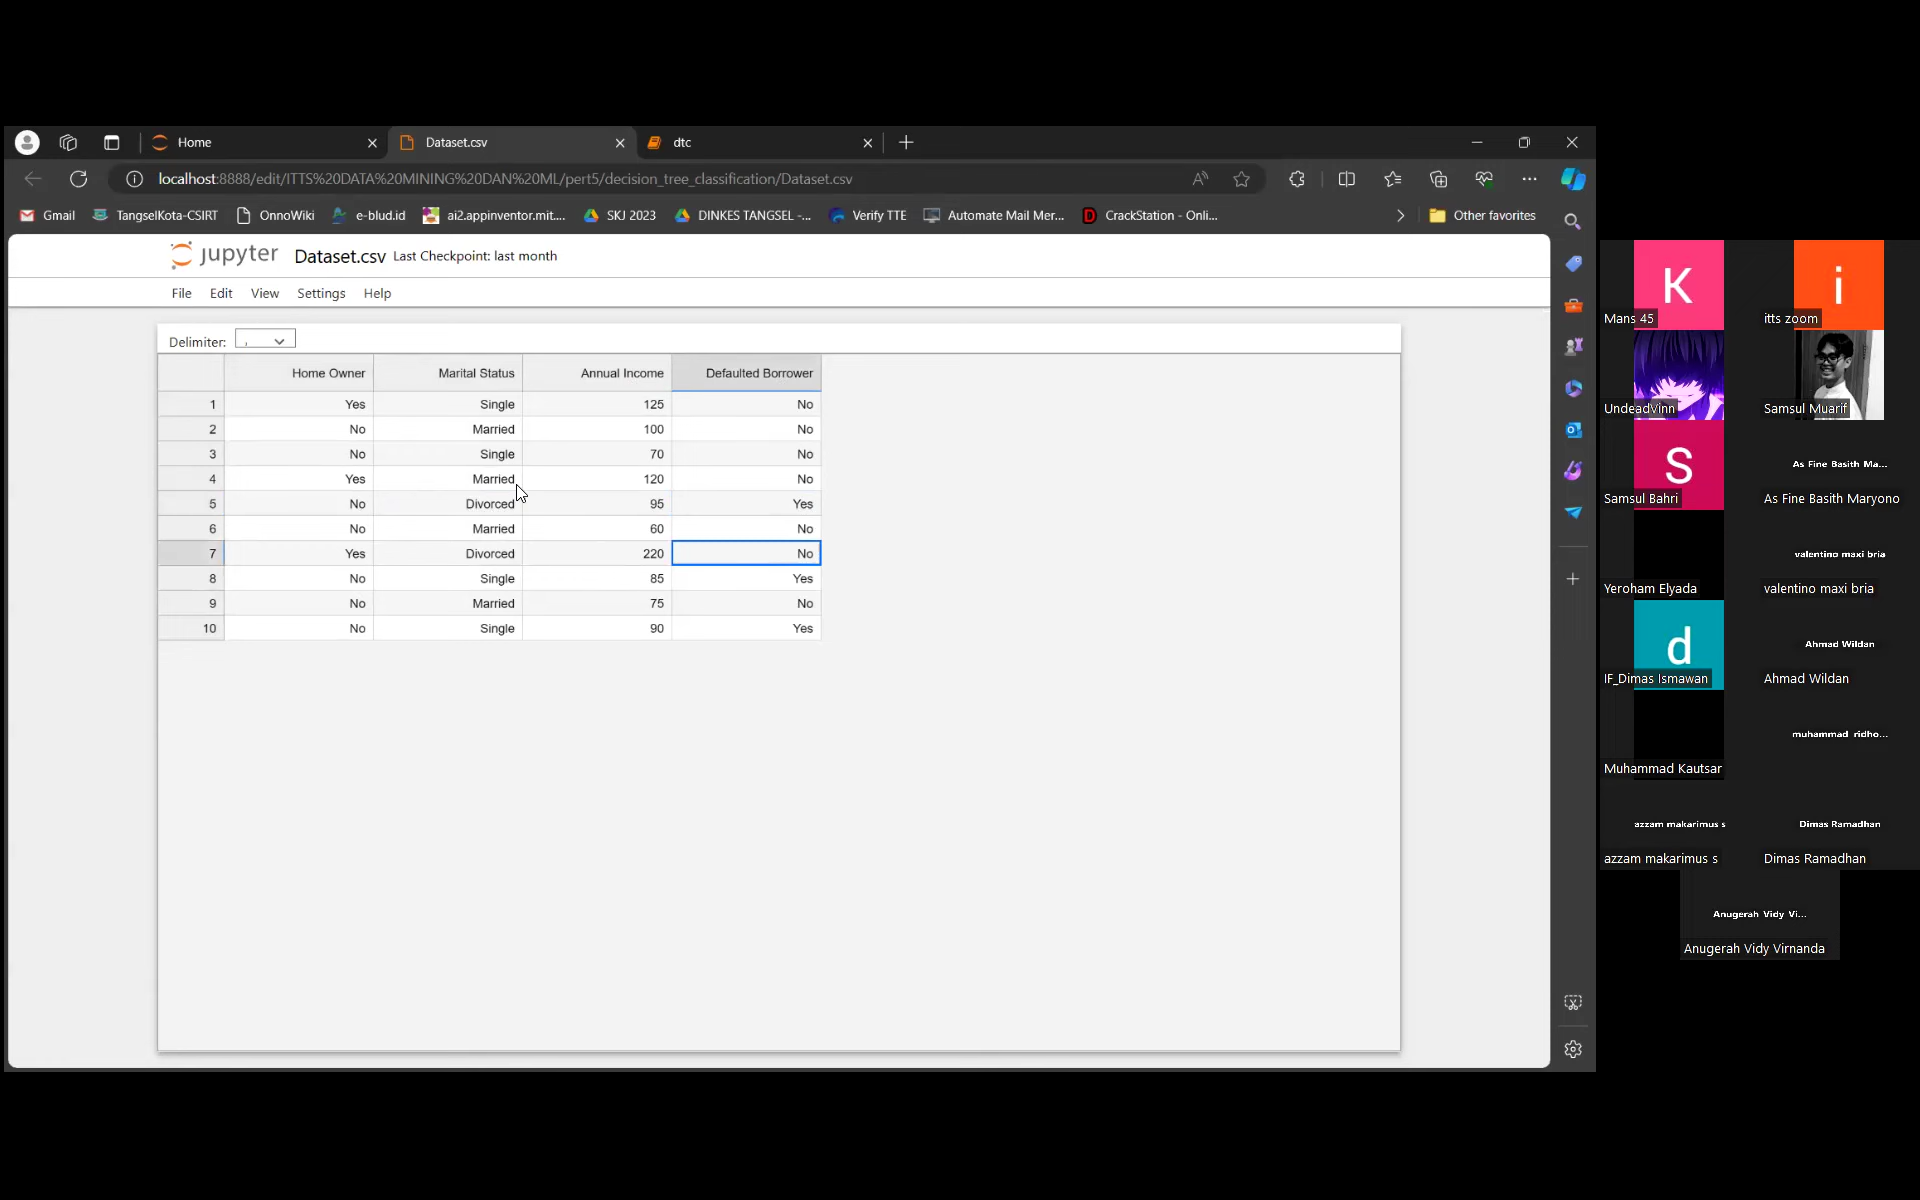 Home
Dataset.csv
dtc
localhost:8888/edit/ITTS%20DATA%20MINING%20DAN%20ML/pert5/decision_tree_classification/Dataset.csv
Gmail TangselKota-CSIRT OnnoWiki e-blud.id ai2.appinventor.mit.... SKJ 2023 DINKES TANGSEL -... Verify TTE Automate Mail Mer... D CrackStation - Onli... Other favorites
jupyter Dataset.csv Last Checkpoint: last month
File Edit View Settings Help
Delimiter: ,
Home Owner Marital Status Annual Income Defaulted Borrower
1 Yes Single 125 No
2 No Married 100 No
3 No Single 70 No
4 Yes Married 120 No
5 No Divorced 95 Yes
6 No Married 60 No
7 Yes Divorced 220 No
8 No Single 85 Yes
9 No Married 75 No
10 No Single 90 Yes
K
Mans 45
i
itts zoom
UndeadVinn
Samsul Muarif
S
Samsul Bahri
As Fine Basith Ma...
As Fine Basith Maryono
Yeroham Elyada
valentino maxi bria
valentino maxi bria
d
IF_Dimas Ismawan
Ahmad Wildan
Ahmad Wildan
Muhammad Kautsar
muhammad ridho...
azzam makarimus s
azzam makarimus s
Dimas Ramadhan
Dimas Ramadhan
Anugerah Vidy Vi...
Anugerah Vidy Virnanda